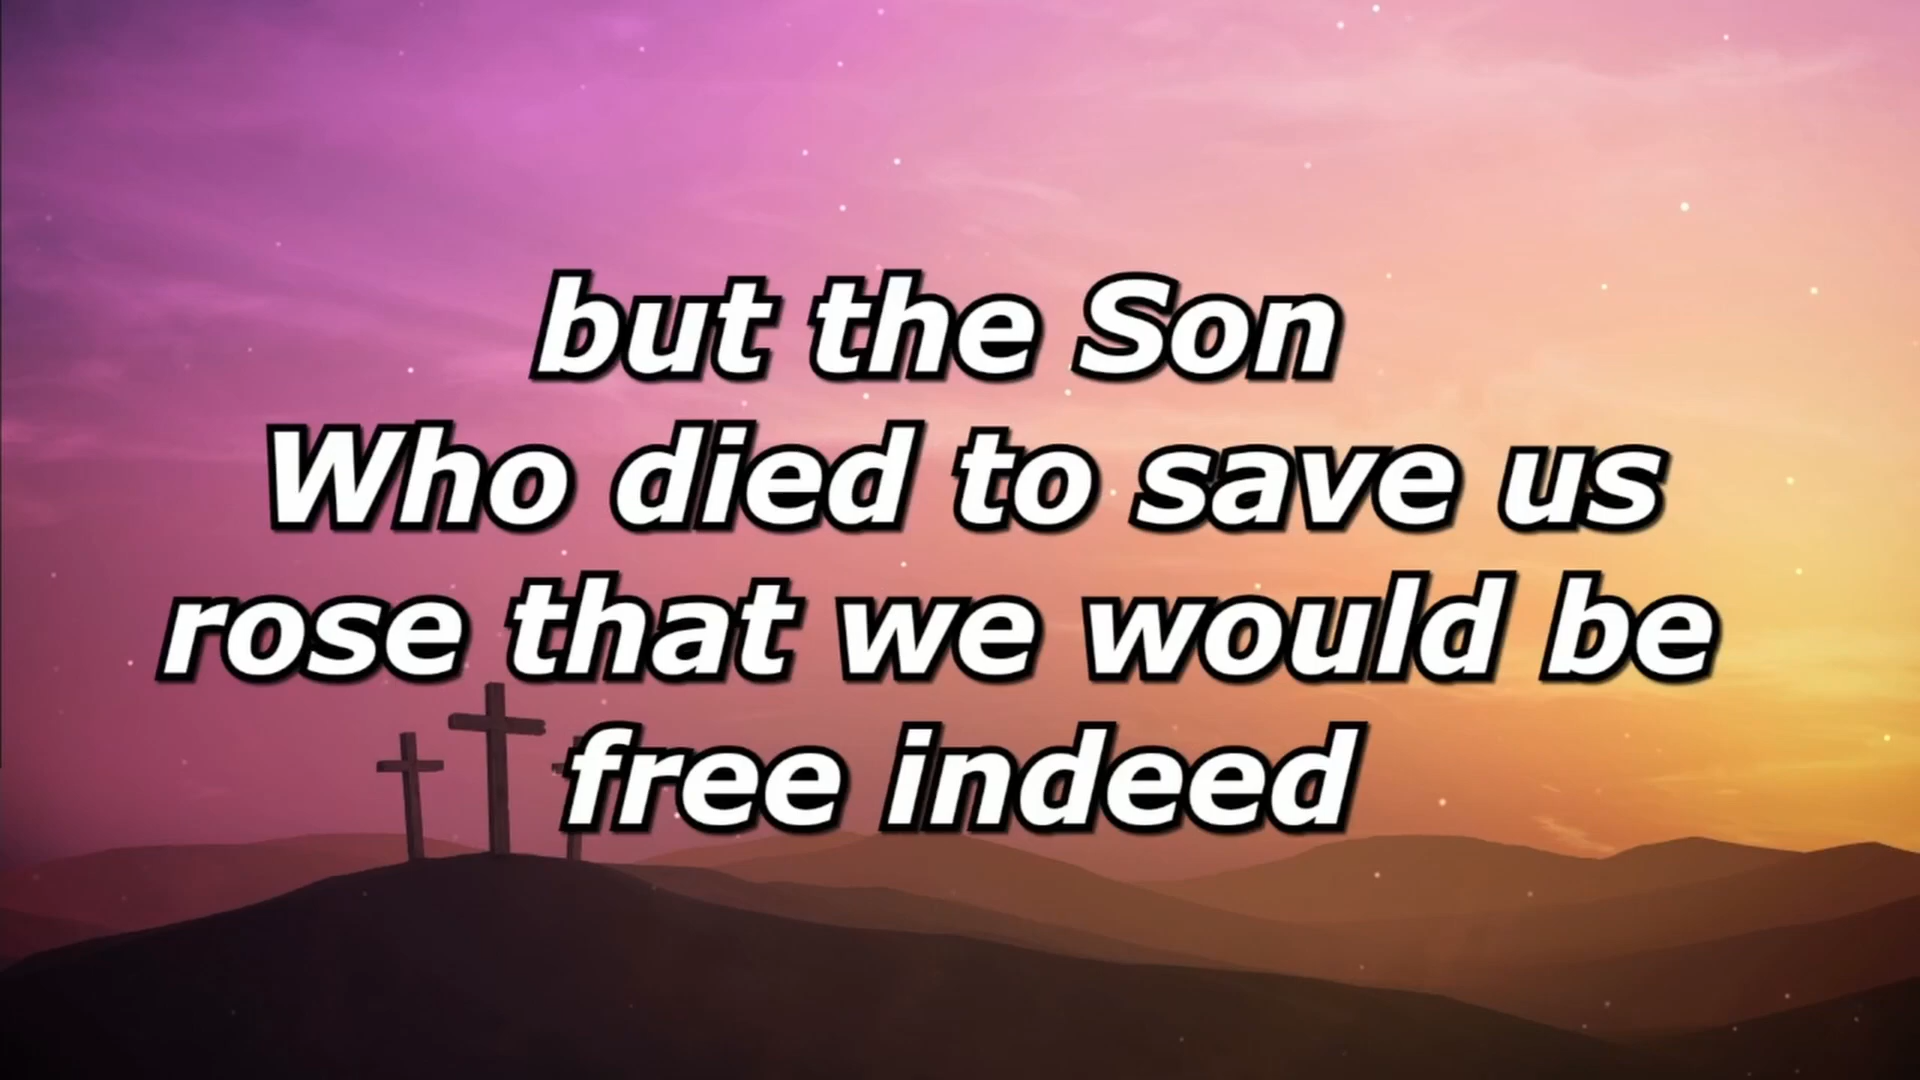 but the Son
Who died to save us
rose that we would be
free indeed